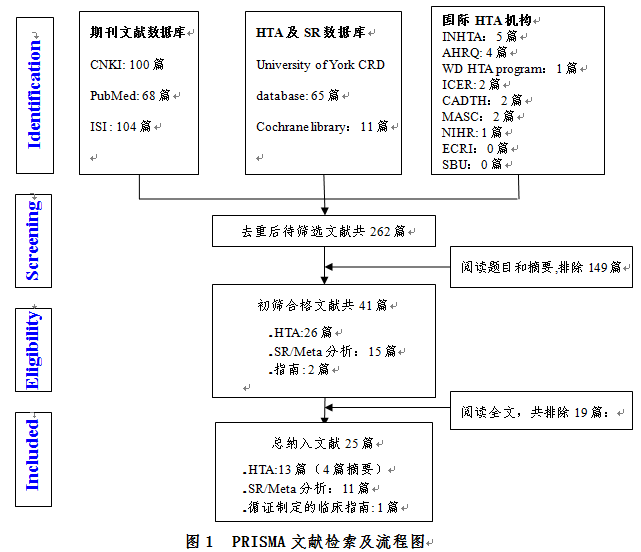 Identification
期刊文献数据库
CNKI: 100 篇
PubMed: 68 篇
ISI: 104 篇
HTA 及 SR 数据库
University of York CRD
database: 65 篇
Cochrane library: 11 篇
国际 HTA 机构
INHTA: 5 篇
AHRQ: 4 篇
WD HTA program: 1 篇
ICER: 2 篇
CADTH: 2 篇
MASC: 2 篇
NIHR: 1 篇
ECRI: 0 篇
SBU: 0 篇
Screening
去重后待筛选文献共 262 篇
阅读题目和摘要,排除 149 篇
Eligibility
初筛合格文献共 41 篇
.HTA:26 篇
.SR/Meta 分析: 15 篇
.指南: 2 篇
阅读全文，共排除 19 篇:
Included
总纳入文献 25 篇
.HTA:13 篇（4 篇摘要）
.SR/Meta 分析: 11 篇
.循证制定的临床指南: 1 篇
图 1 PRISMA 文献检索及流程图